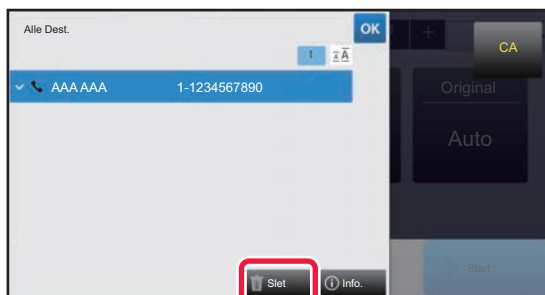 Alle Dest.
OK
CA
1
AAA AAA 1-1234567890
Original
Auto
Slet
Info.
Start